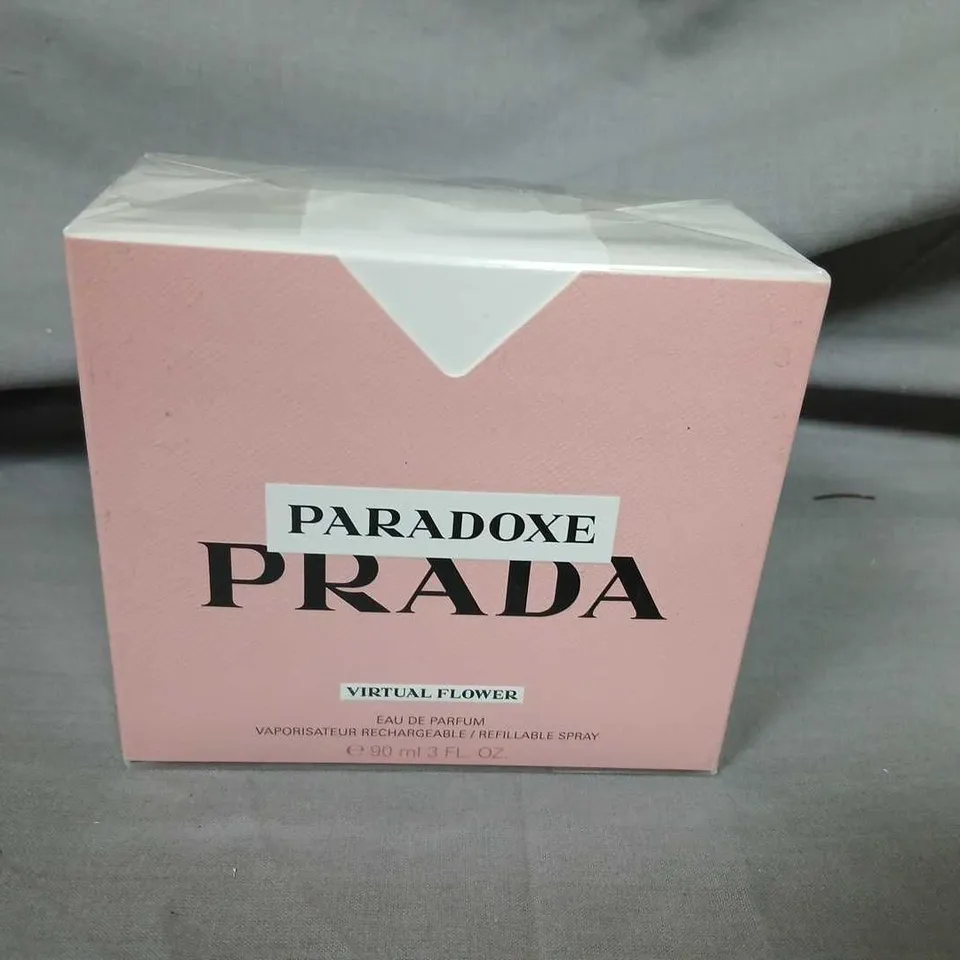 PARADOXE
PRADA
VIRTUAL FLOWER
EAU DE PARFUM
VAPORISATEUR RECHARGEABLE / REFILLABLE SPRAY
℮ 90 ml 3 FL. OZ.